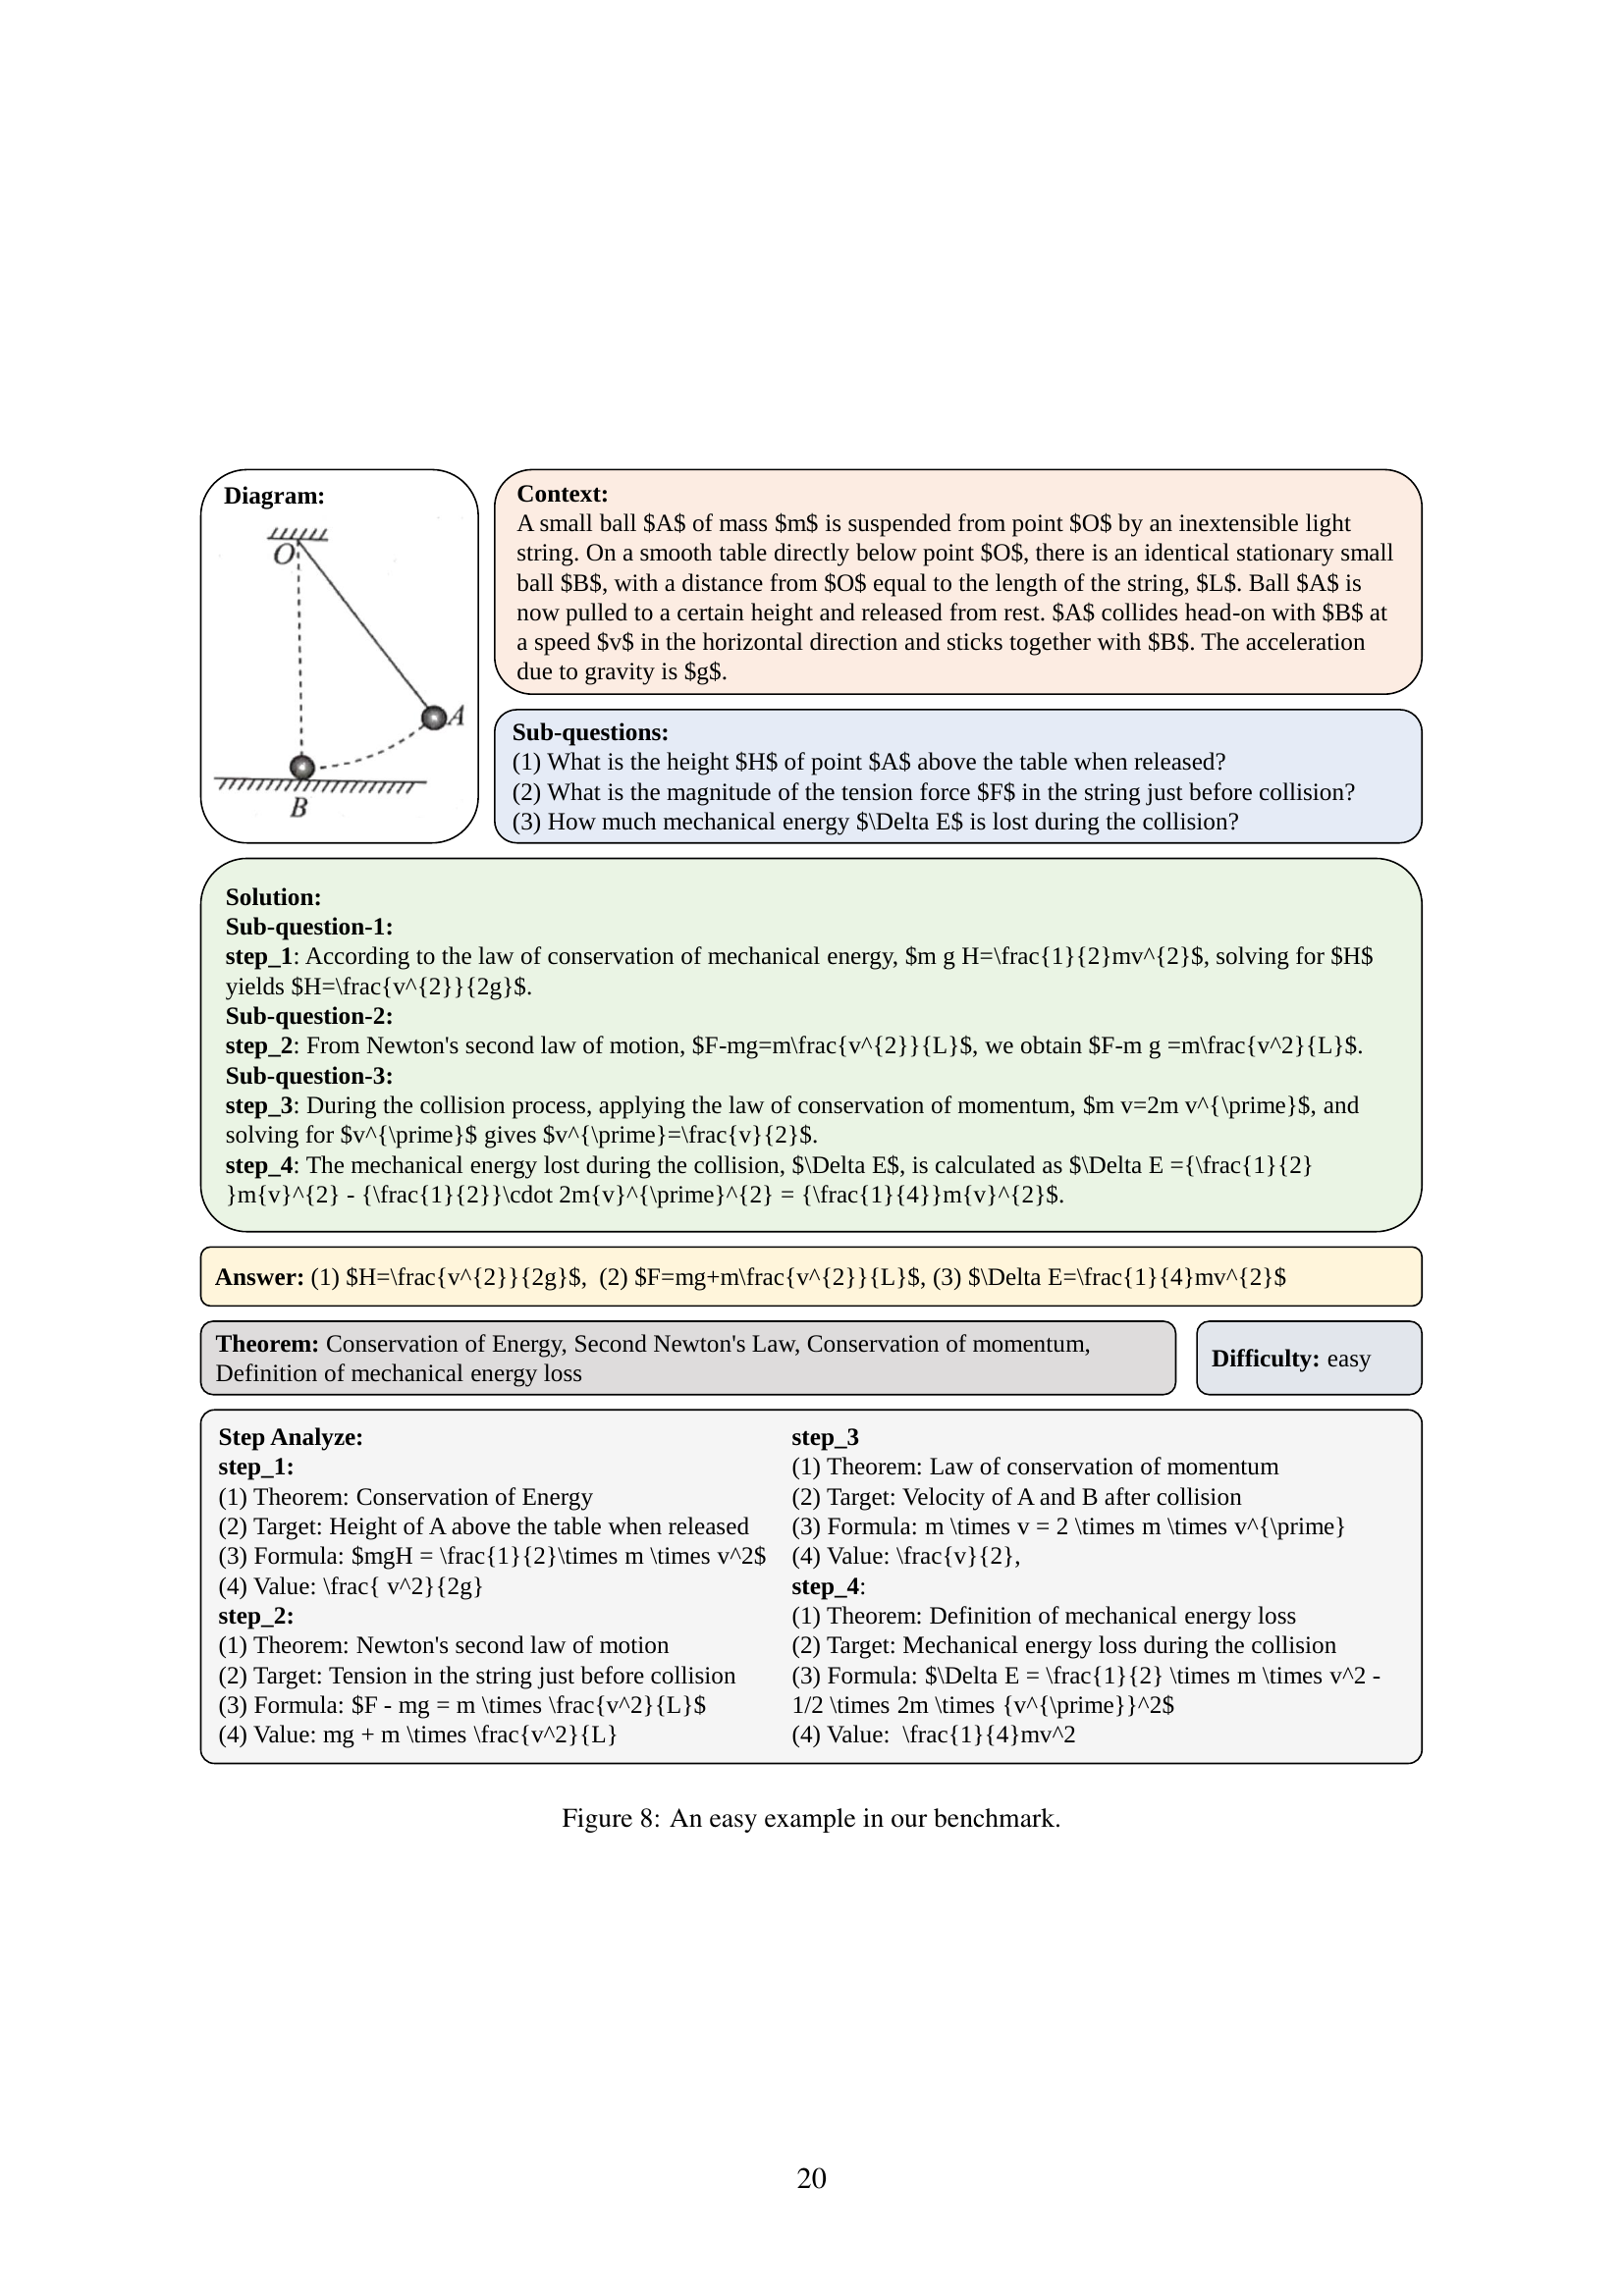 Diagram:
O
A
B
Context:
A small ball $A$ of mass $m$ is suspended from point $O$ by an inextensible light
string. On a smooth table directly below point $O$, there is an identical stationary small
ball $B$, with a distance from $O$ equal to the length of the string, $L$. Ball $A$ is
now pulled to a certain height and released from rest. $A$ collides head-on with $B$ at
a speed $v$ in the horizontal direction and sticks together with $B$. The acceleration
due to gravity is $g$.
Sub-questions:
(1) What is the height $H$ of point $A$ above the table when released?
(2) What is the magnitude of the tension force $F$ in the string just before collision?
(3) How much mechanical energy $\Delta E$ is lost during the collision?
Solution:
Sub-question-1:
step_1: According to the law of conservation of mechanical energy, $m g H=\frac{1}{2}mv^{2}$, solving for $H$
yields $H=\frac{v^{2}}{2g}$.
Sub-question-2:
step_2: From Newton's second law of motion, $F-mg=m\frac{v^{2}}{L}$, we obtain $F-m g =m\frac{v^2}{L}$.
Sub-question-3:
step_3: During the collision process, applying the law of conservation of momentum, $m v=2m v^{\prime}$, and
solving for $v^{\prime}$ gives $v^{\prime}=\frac{v}{2}$.
step_4: The mechanical energy lost during the collision, $\Delta E$, is calculated as $\Delta E ={\frac{1}{2}
}m{v}^{2} - {\frac{1}{2}}\cdot 2m{v}^{\prime}^{2} = {\frac{1}{4}}m{v}^{2}$.
Answer: (1) $H=\frac{v^{2}}{2g}$, (2) $F=mg+m\frac{v^{2}}{L}$, (3) $\Delta E=\frac{1}{4}mv^{2}$
Theorem: Conservation of Energy, Second Newton's Law, Conservation of momentum,
Definition of mechanical energy loss
Difficulty: easy
Step Analyze:
step_1:
(1) Theorem: Conservation of Energy
(2) Target: Height of A above the table when released
(3) Formula: $mgH = \frac{1}{2}\times m \times v^2$
(4) Value: \frac{ v^2}{2g}
step_2:
(1) Theorem: Newton's second law of motion
(2) Target: Tension in the string just before collision
(3) Formula: $F - mg = m \times \frac{v^2}{L}$
(4) Value: mg + m \times \frac{v^2}{L}
step_3
(1) Theorem: Law of conservation of momentum
(2) Target: Velocity of A and B after collision
(3) Formula: m \times v = 2 \times m \times v^{\prime}
(4) Value: \frac{v}{2},
step_4:
(1) Theorem: Definition of mechanical energy loss
(2) Target: Mechanical energy loss during the collision
(3) Formula: $\Delta E = \frac{1}{2} \times m \times v^2 -
1/2 \times 2m \times {v^{\prime}}^2$
(4) Value: \frac{1}{4}mv^2
Figure 8: An easy example in our benchmark.
20